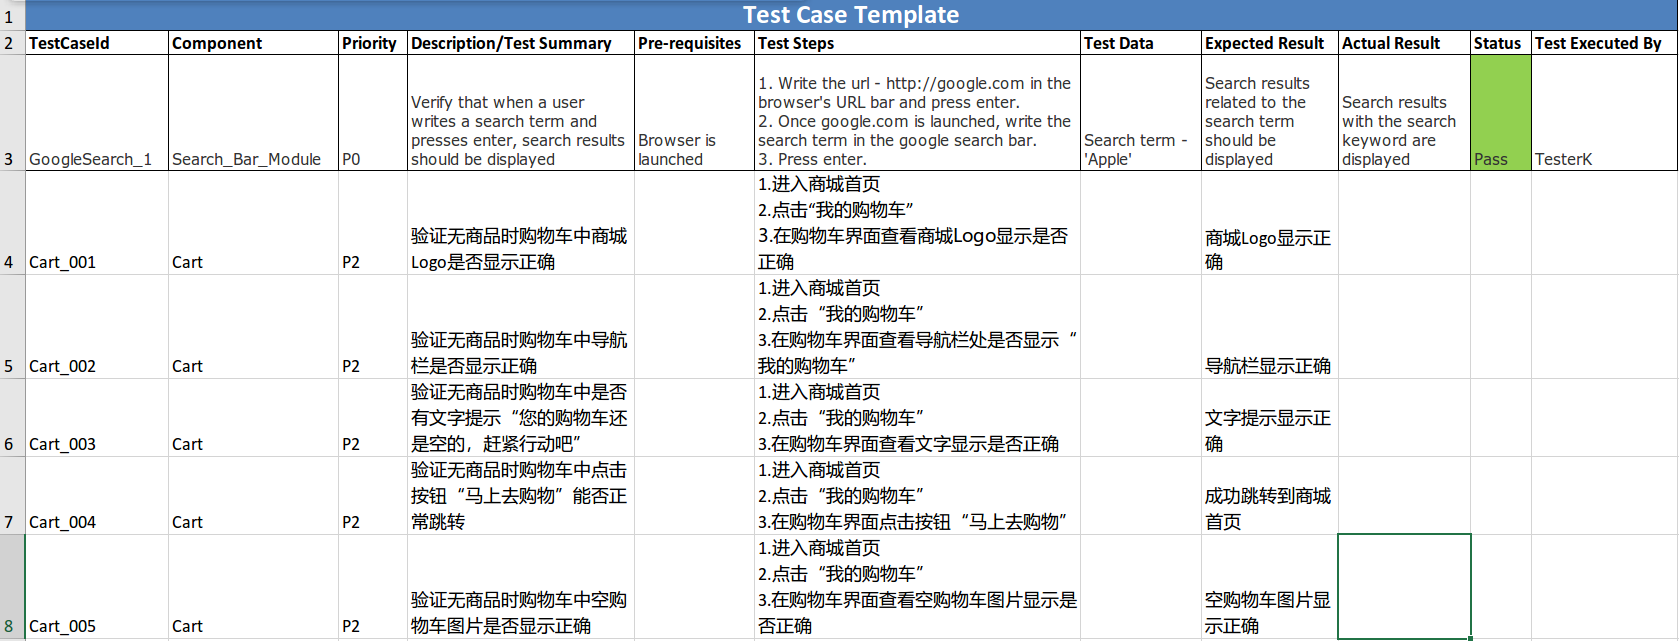 1
Test Case Template
2
TestCaseId
Component
Priority
Description/Test Summary
Pre-requisites
Test Steps
Test Data
Expected Result
Actual Result
Status
Test Executed By
3
GoogleSearch_1
Search_Bar_Module
P0
Verify that when a user
writes a search term and
presses enter, search results
should be displayed
Browser is
launched
1. Write the url - http://google.com in the
browser's URL bar and press enter.
2. Once google.com is launched, write the
search term in the google search bar.
3. Press enter.
Search term -
'Apple'
Search results
related to the
search term
should be
displayed
Search results
with the search
keyword are
displayed
Pass
TesterK
4
Cart_001
Cart
P2
验证无商品时购物车中商城
Logo是否显示正确
1.进入商城首页
2.点击“我的购物车”
3.在购物车界面查看商城Logo显示是否
正确
商城Logo显示正
确
5
Cart_002
Cart
P2
验证无商品时购物车中导航
栏是否显示正确
1.进入商城首页
2.点击“我的购物车”
3.在购物车界面查看导航栏处是否显示“
我的购物车”
导航栏显示正确
6
Cart_003
Cart
P2
验证无商品时购物车中是否
有文字提示“您的购物车还
是空的，赶紧行动吧”
1.进入商城首页
2.点击“我的购物车”
3.在购物车界面查看文字显示是否正确
文字提示显示正
确
7
Cart_004
Cart
P2
验证无商品时购物车中点击
按钮“马上去购物”能否正
常跳转
1.进入商城首页
2.点击“我的购物车”
3.在购物车界面点击按钮“马上去购物”
成功跳转到商城
首页
8
Cart_005
Cart
P2
验证无商品时购物车中空购
物车图片是否显示正确
1.进入商城首页
2.点击“我的购物车”
3.在购物车界面查看空购物车图片显示是
否正确
空购物车图片显
示正确